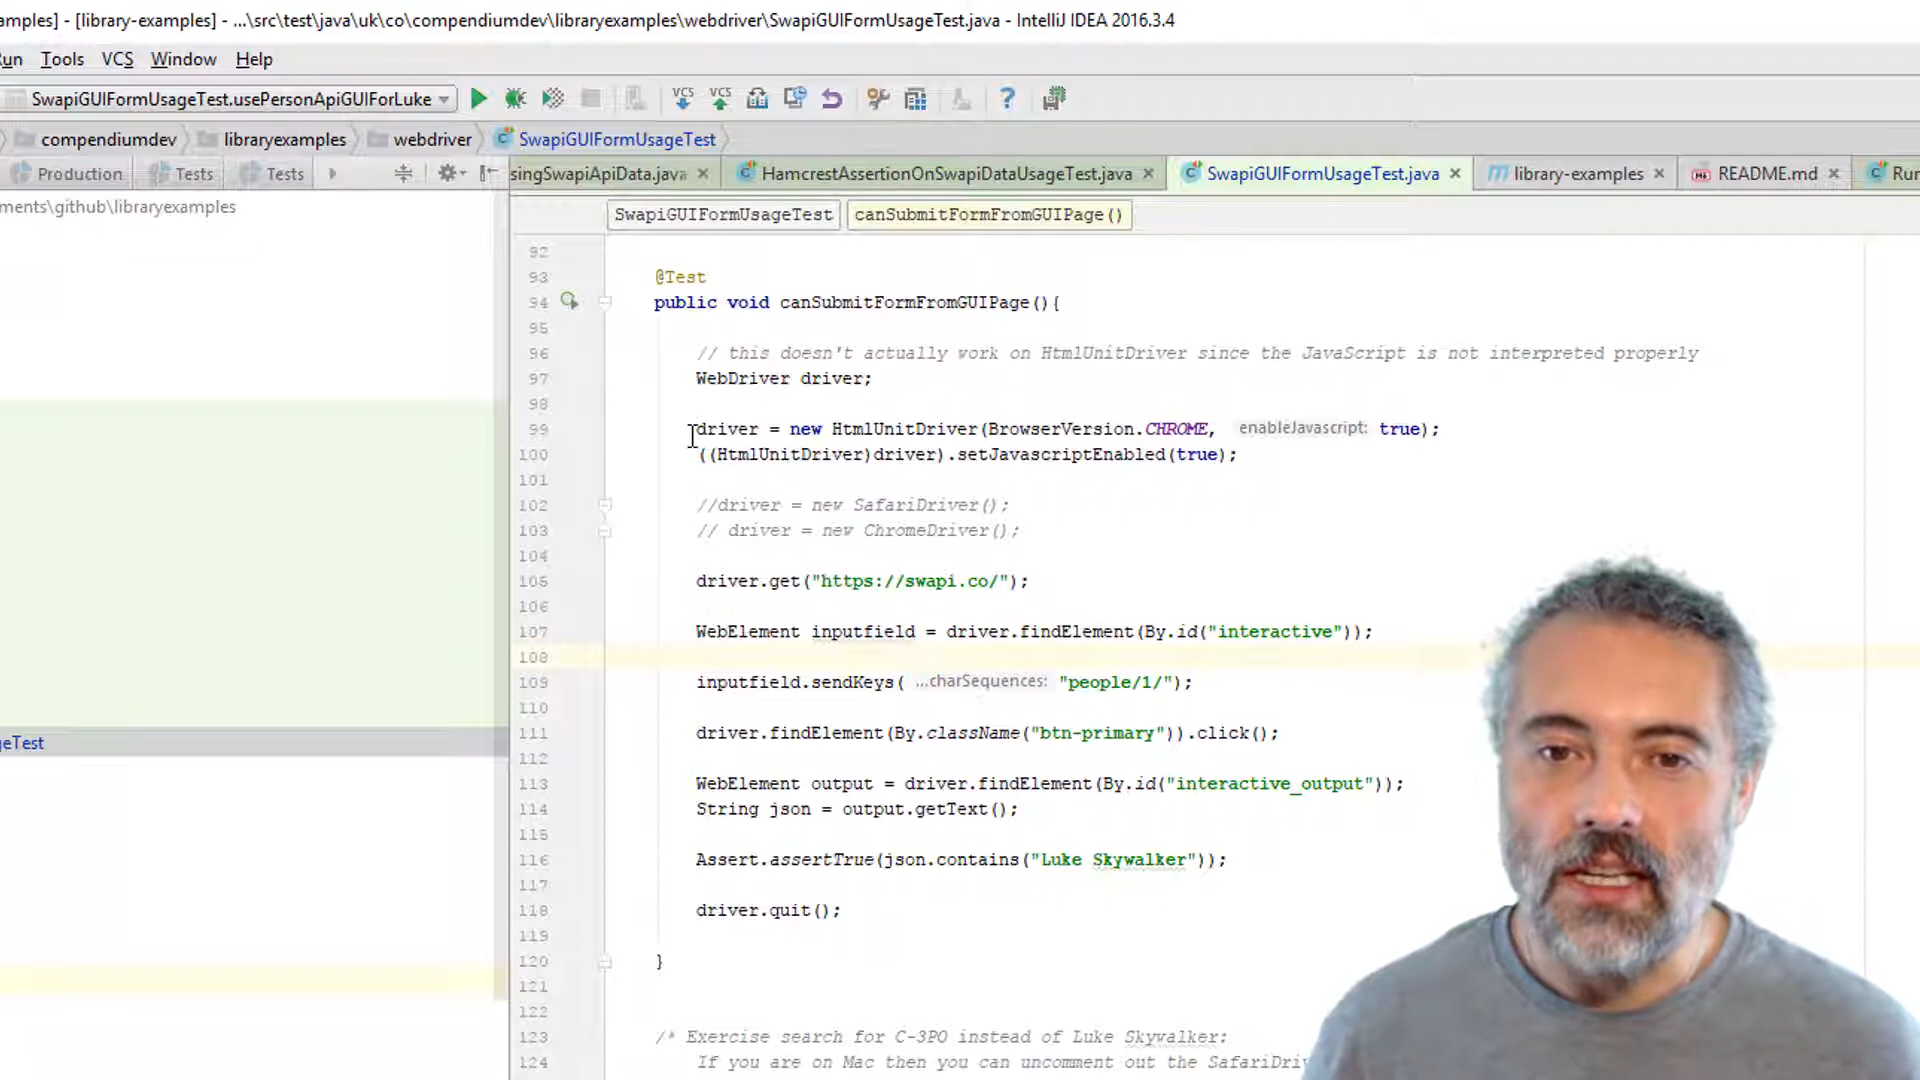 amples] - [library-examples] - ...\src\test\java\uk\co\compendiumdev\libraryexamples\webdriver\SwapiGUIFormUsageTest.java - IntelliJ IDEA 2016.3.4
Run Tools VCS Window Help
SwapiGUIFormUsageTest.usePersonApiGUIForLuke VCS VCS ?
compendiumdev libraryexamples webdriver SwapiGUIFormUsageTest
Production Tests Tests singSwapiApiData.java HamcrestAssertionOnSwapiDataUsageTest.java SwapiGUIFormUsageTest.java library-examples README.md Run
ments\github\libraryexamples
SwapiGUIFormUsageTest canSubmitFormFromGUIPage()
92
93 @Test
94 public void canSubmitFormFromGUIPage(){
95
96 // this doesn't actually work on HtmlUnitDriver since the JavaScript is not interpreted properly
97 WebDriver driver;
98
99 driver = new HtmlUnitDriver(BrowserVersion.CHROME, enableJavascript: true);
100 ((HtmlUnitDriver)driver).setJavascriptEnabled(true);
101
102 //driver = new SafariDriver();
103 // driver = new ChromeDriver();
104
105 driver.get("https://swapi.co/");
106
107 WebElement inputfield = driver.findElement(By.id("interactive"));
108
109 inputfield.sendKeys( ...charSequences: "people/1/");
110
111 driver.findElement(By.className("btn-primary")).click();
112
113 WebElement output = driver.findElement(By.id("interactive_output"));
114 String json = output.getText();
115
116 Assert.assertTrue(json.contains("Luke Skywalker"));
117
118 driver.quit();
119
120 }
121
122
123 /* Exercise search for C-3PO instead of Luke Skywalker:
124 If you are on Mac then you can uncomment out the SafariDri
geTest